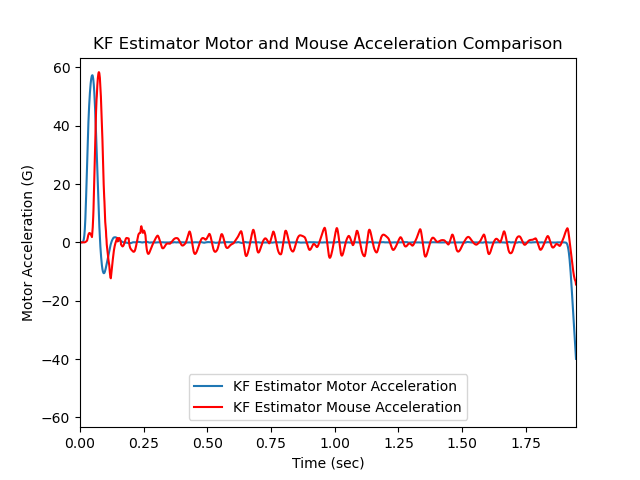 KF Estimator Motor and Mouse Acceleration Comparison
Motor Acceleration (G)
60
40
20
0
−20
−40
−60
KF Estimator Motor Acceleration
KF Estimator Mouse Acceleration
0.00 0.25 0.50 0.75 1.00 1.25 1.50 1.75
Time (sec)